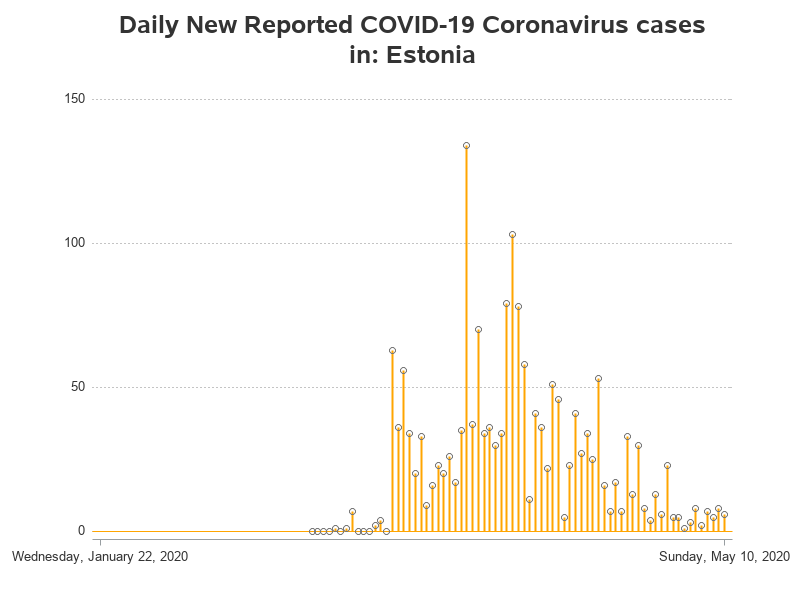 Daily New Reported COVID-19 Coronavirus cases
in: Estonia
150
100
50
0
Wednesday, January 22, 2020
Sunday, May 10, 2020